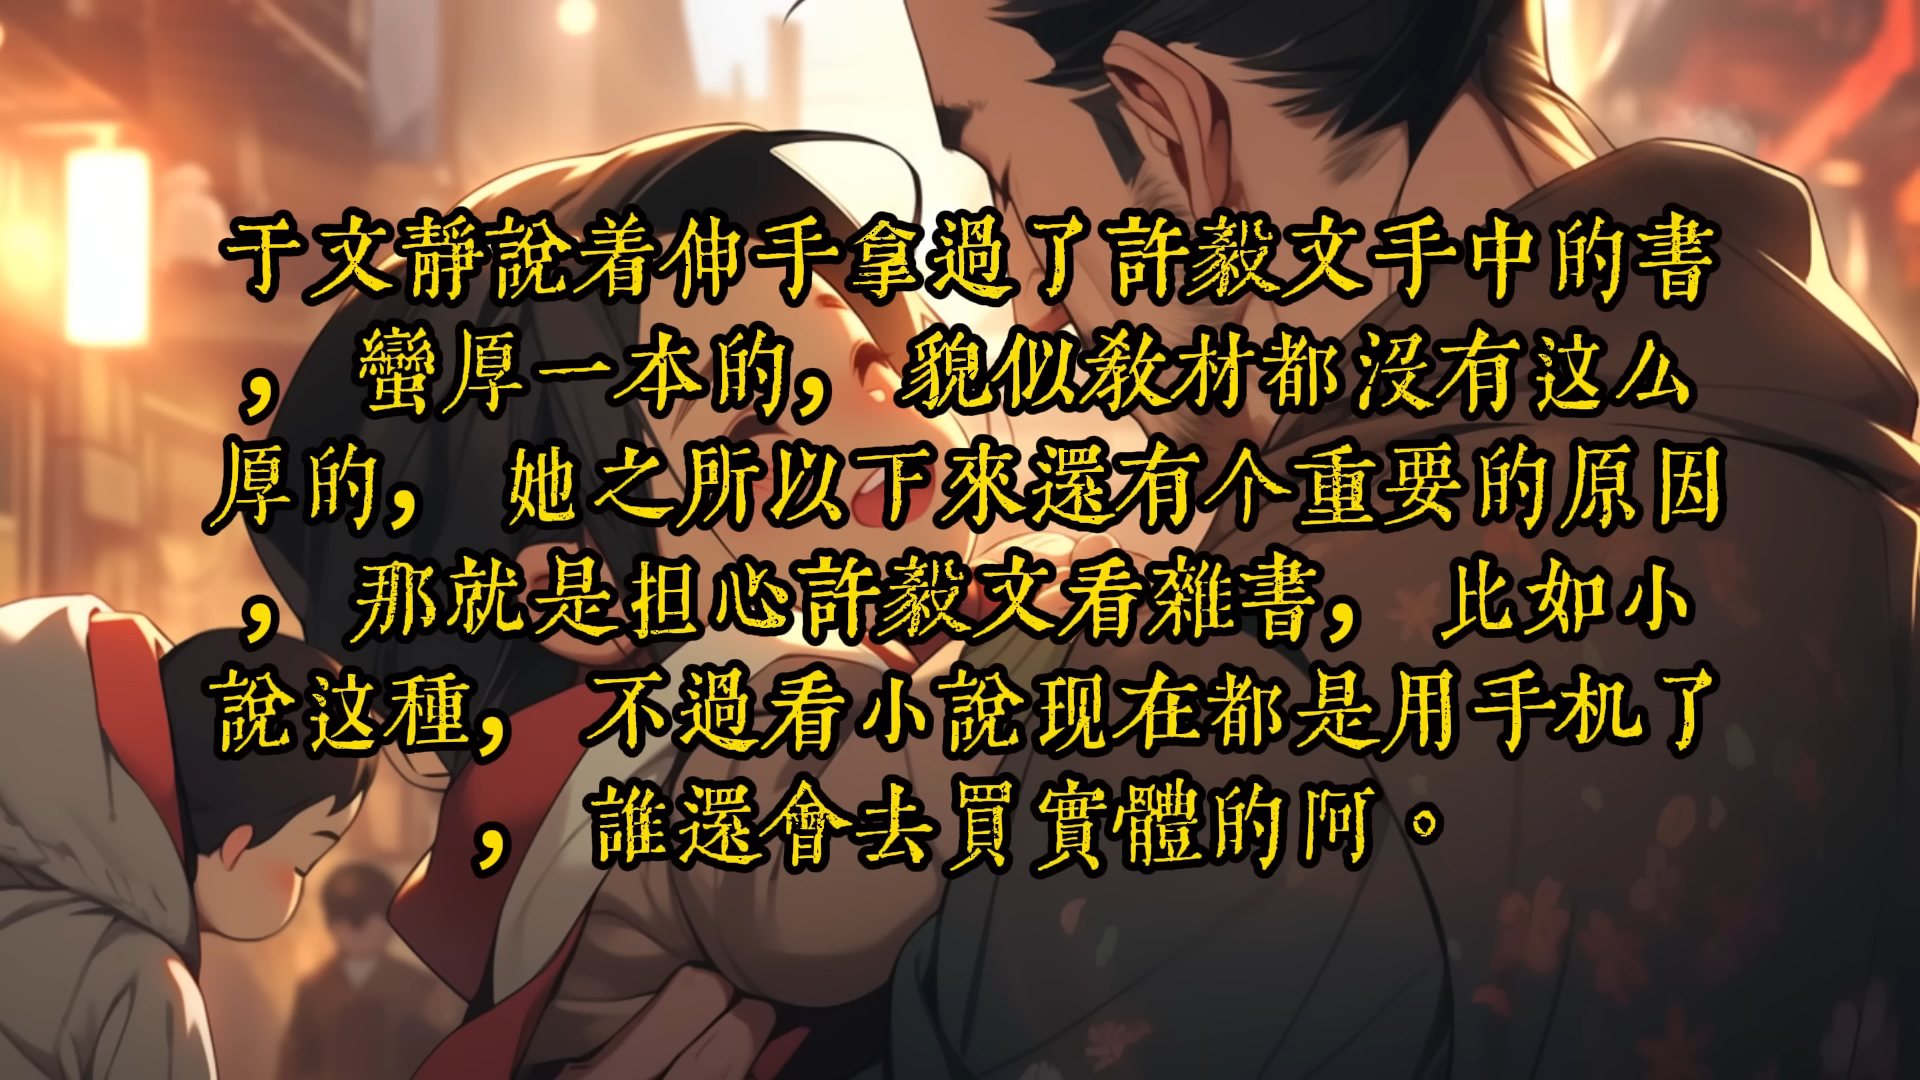 于文靜說着伸手拿過了許毅文手中的書
， 蠻厚一本的， 貌似教材都沒有这么
厚的， 她之所以下來還有个重要的原因
， 那就是担心許毅文看雜書， 比如小
說这種， 不過看小說现在都是用手机了
， 誰還會去買實體的阿。